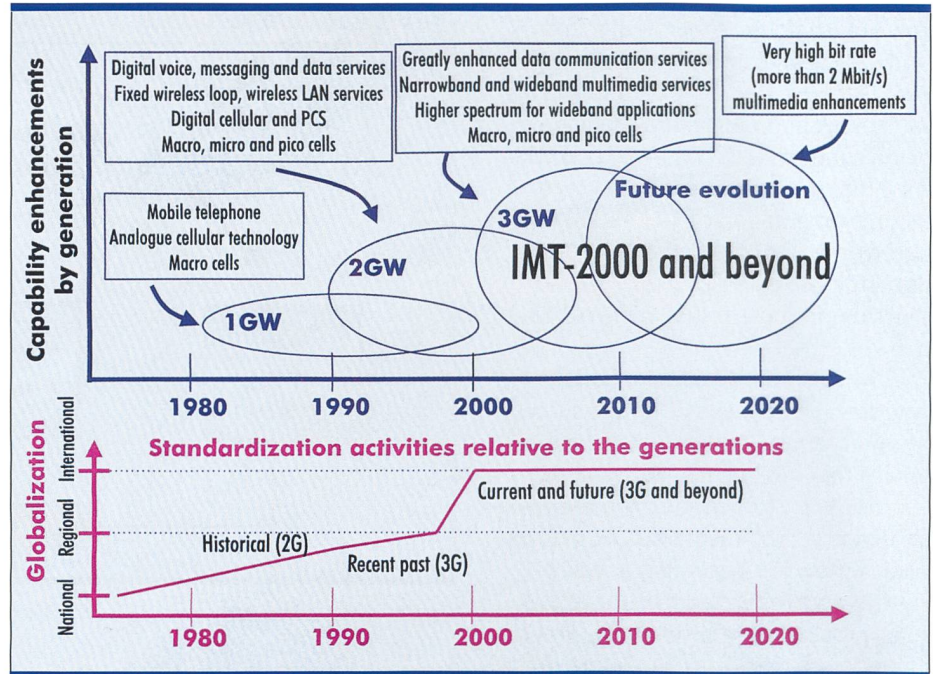 Capability enhancements
by generation
Digital voice, messaging and data services
Fixed wireless loop, wireless LAN services
Digital cellular and PCS
Macro, micro and pico cells
Greatly enhanced data communication services
Narrowband and wideband multimedia services
Higher spectrum for wideband applications
Macro, micro and pico cells
Very high bit rate
(more than 2 Mbit/s)
multimedia enhancements
Mobile telephone
Analogue cellular technology
Macro cells
1GW
2GW
3GW
Future evolution
IMT-2000 and beyond
1980 1990 2000 2010 2020
Globalization
National Regional International
Standardization activities relative to the generations
Current and future (3G and beyond)
Historical (2G)
Recent past (3G)
1980 1990 2000 2010 2020